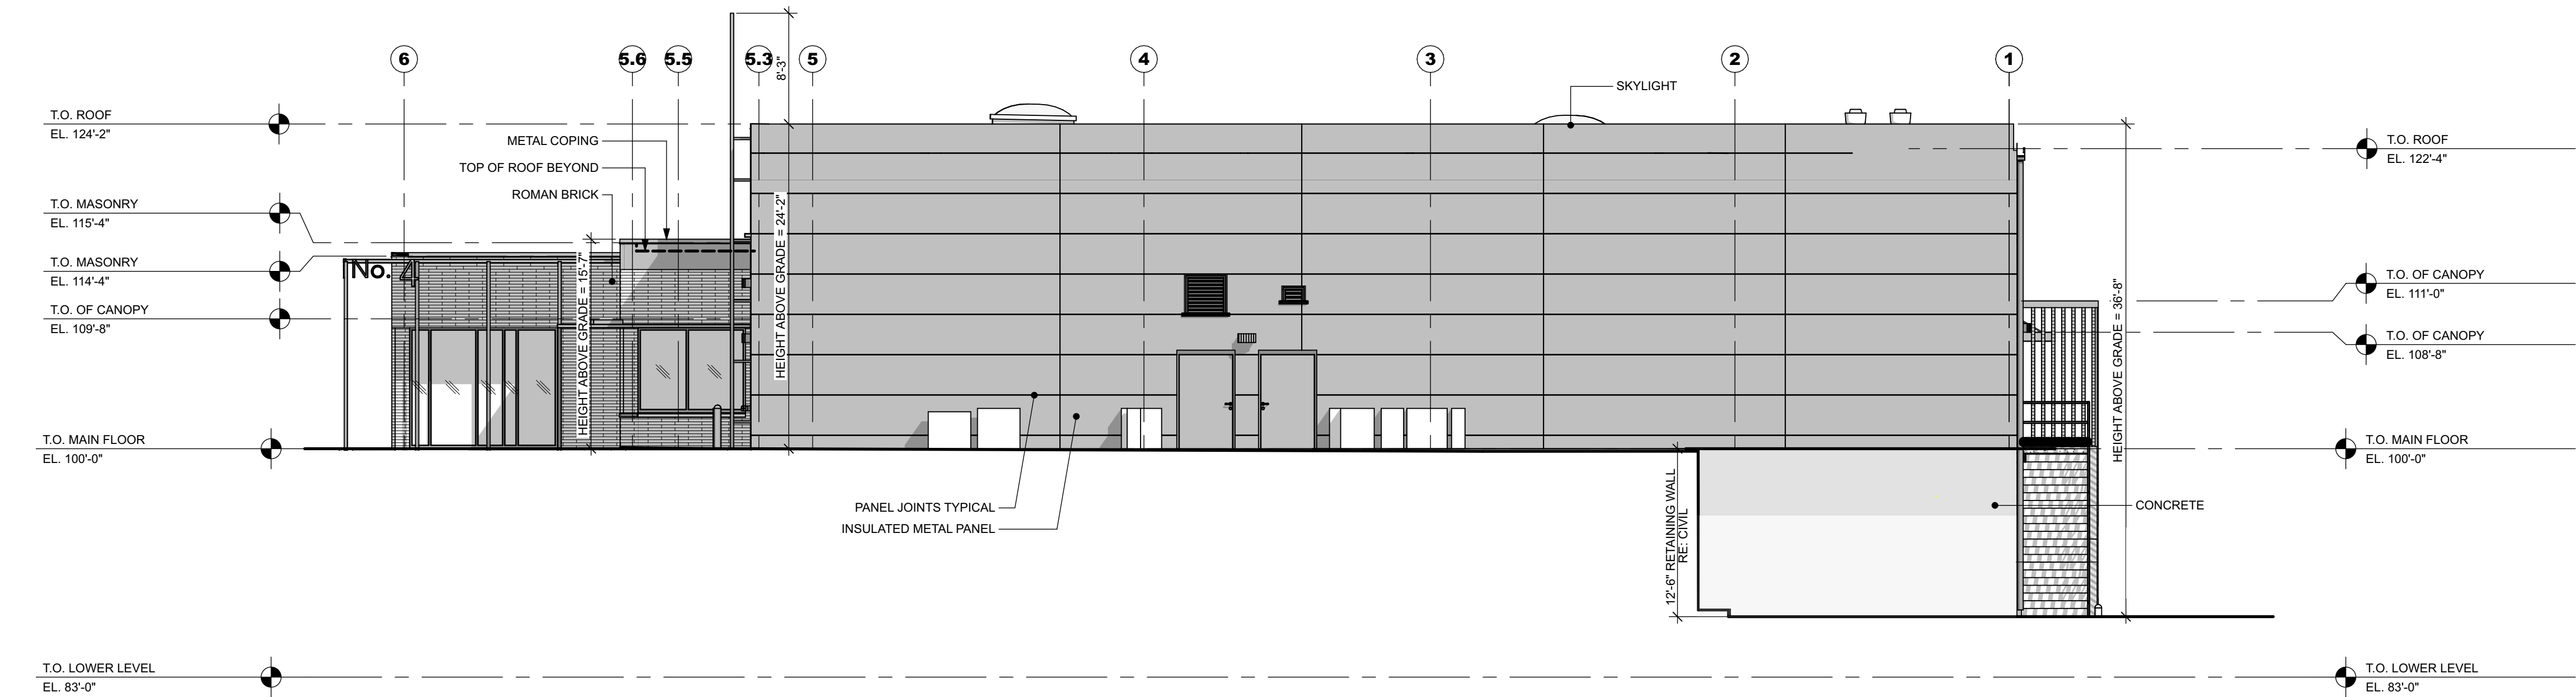 6
5.6
5.5
5.3
5
4
3
2
1
8'-3"
SKYLIGHT
T.O. ROOF
EL. 124'-2"
METAL COPING
TOP OF ROOF BEYOND
ROMAN BRICK
T.O. MASONRY
EL. 115'-4"
T.O. MASONRY
EL. 114'-4"
T.O. OF CANOPY
EL. 109'-8"
T.O. MAIN FLOOR
EL. 100'-0"
T.O. LOWER LEVEL
EL. 83'-0"
No. 4
HEIGHT ABOVE GRADE = 15'-7"
HEIGHT ABOVE GRADE = 24'-2"
PANEL JOINTS TYPICAL
INSULATED METAL PANEL
12'-6" RETAINING WALL
RE: CIVIL
CONCRETE
HEIGHT ABOVE GRADE = 36'-8"
T.O. ROOF
EL. 122'-4"
T.O. OF CANOPY
EL. 111'-0"
T.O. OF CANOPY
EL. 108'-8"
T.O. MAIN FLOOR
EL. 100'-0"
T.O. LOWER LEVEL
EL. 83'-0"